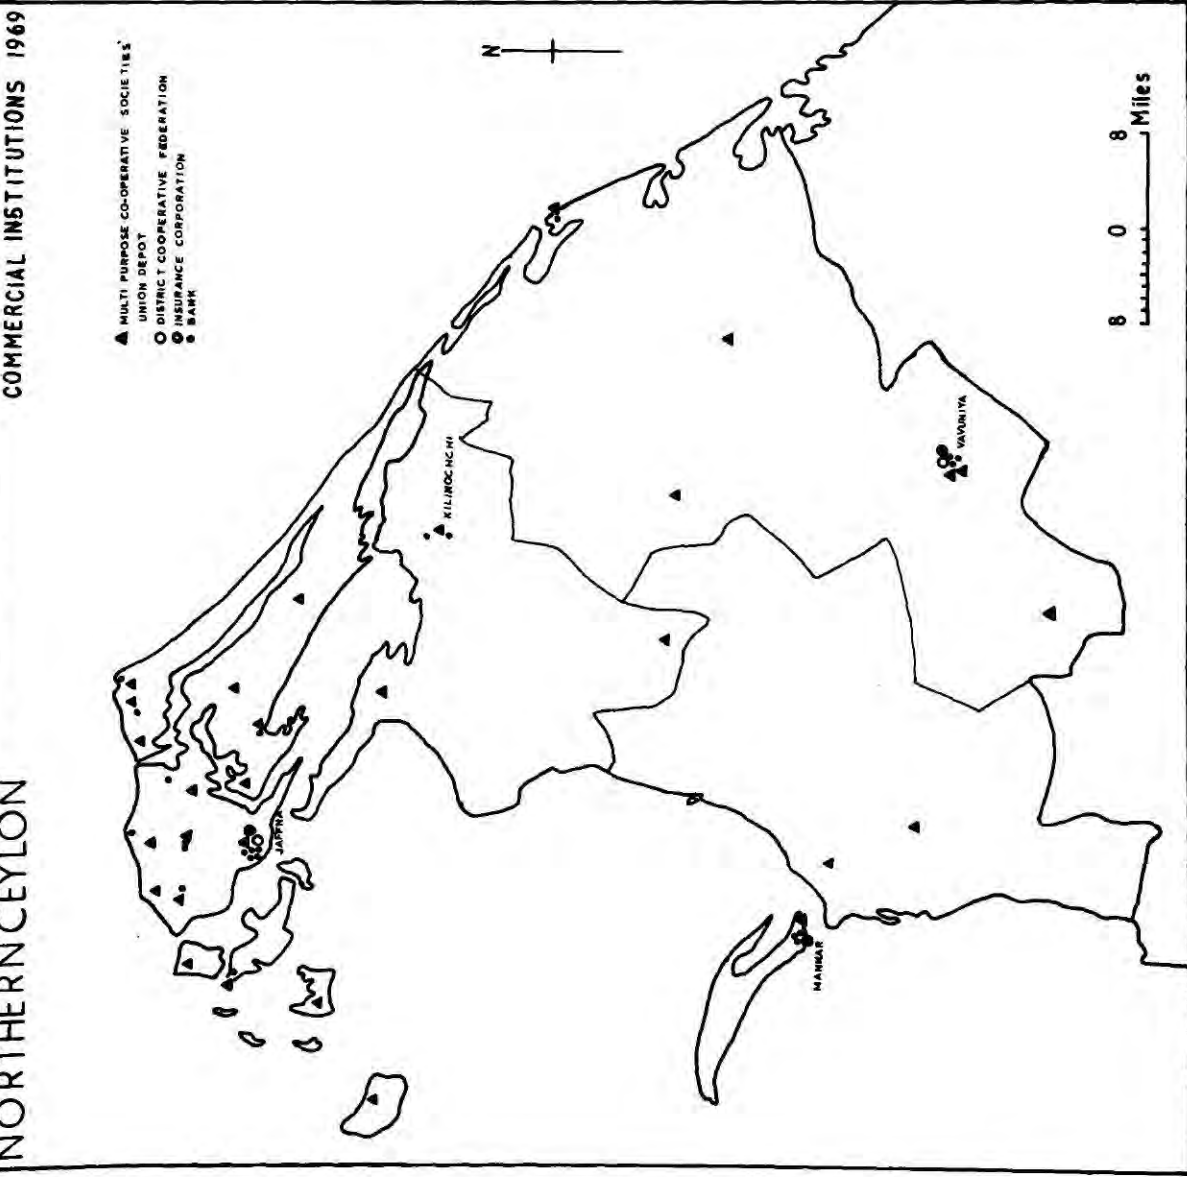 NORTHERN CEYLON
COMMERCIAL INSTITUTIONS 1969
MULTI PURPOSE CO-OPERATIVE SOCIETIES'
UNION DEPOT
DISTRICT COOPERATIVE FEDERATION
INSURANCE CORPORATION
BANK
N
KILINOCHCHI
JAFFNA
VAVUNIYA
MANNAR
8 0 8
Miles